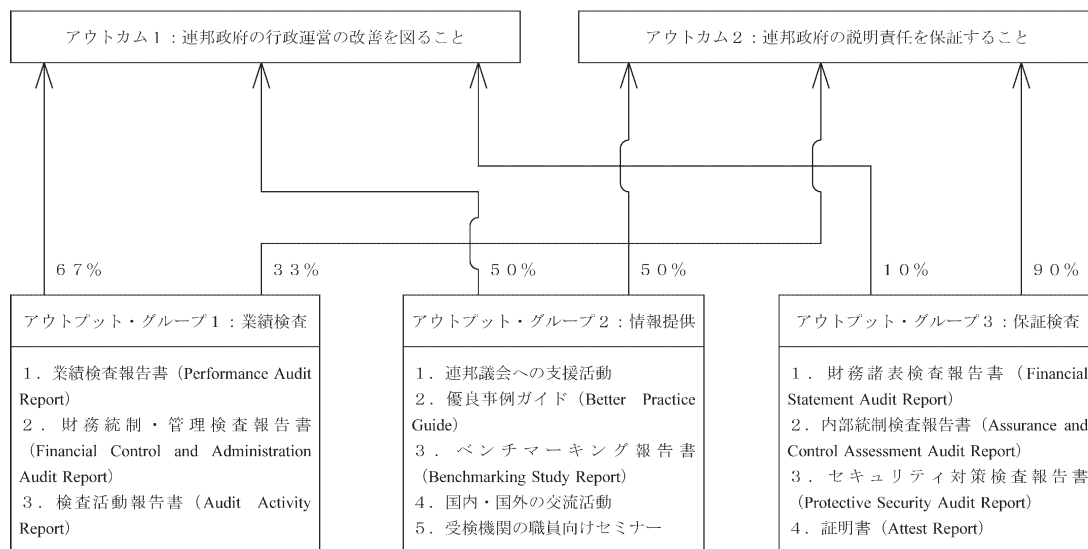 アウトカム１：連邦政府の行政運営の改善を図ること
アウトカム２：連邦政府の説明責任を保証すること
６７%
３３%
５０%
５０%
１０%
９０%
アウトプット・グループ１：業績検査
１．業績検査報告書（Performance Audit
Report）
２．財務統制・管理検査報告書
（Financial Control and Administration
Audit Report）
３．検査活動報告書（Audit Activity
Report）
アウトプット・グループ２：情報提供
１．連邦議会への支援活動
２．優良事例ガイド（Better Practice
Guide）
３．ベンチマーキング報告書
（Benchmarking Study Report）
４．国内・国外の交流活動
５．受検機関の職員向けセミナー
アウトプット・グループ３：保証検査
１．財務諸表検査報告書（Financial
Statement Audit Report）
２．内部統制検査報告書（Assurance and
Control Assessment Audit Report）
３．セキュリティ対策検査報告書
（Protective Security Audit Report）
４．証明書（Attest Report）